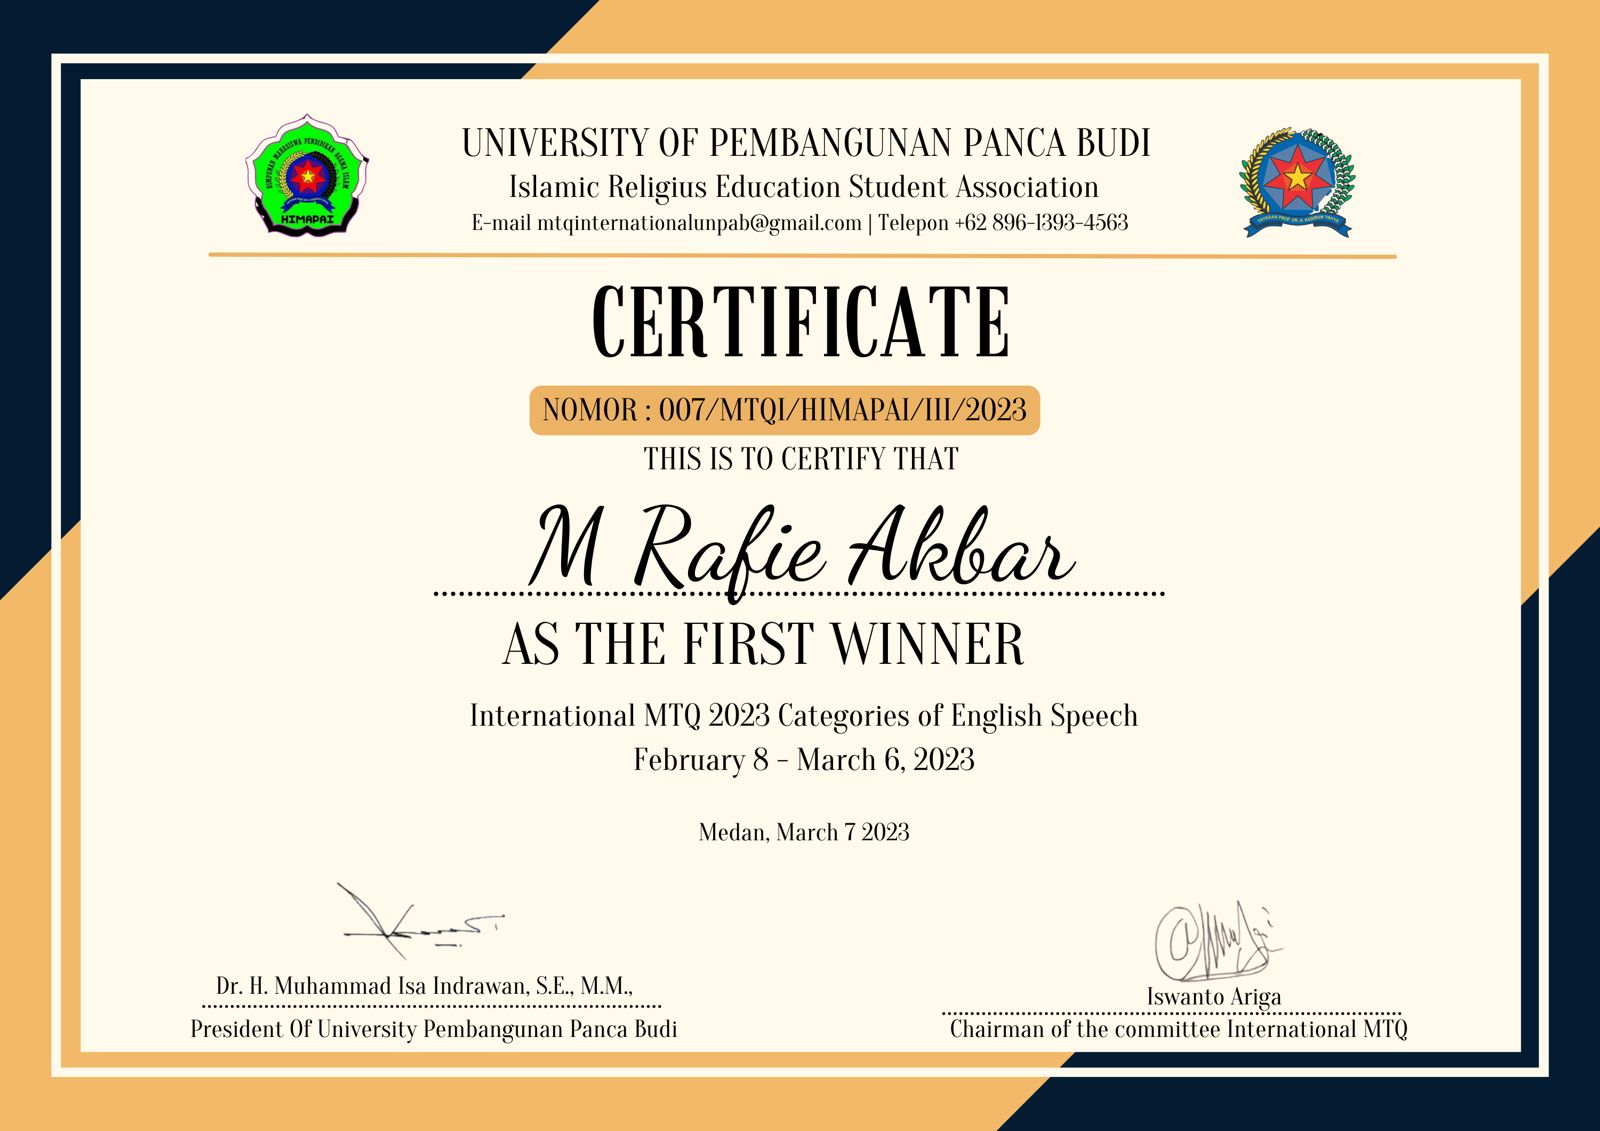 UNIVERSITY OF PEMBANGUNAN PANCA BUDI
Islamic Religius Education Student Association
E-mail mtqinternationalunpab@gmail.com | Telepon +62 896-1393-4563
HIMPUNAN MAHASISWA PENDIDIKAN AGAMA ISLAM
HIMAPAI
YAYASAN PROF. DR. H. KADIRUN YAHYA
CERTIFICATE
NOMOR : 007/MTQI/HIMAPAI/III/2023
THIS IS TO CERTIFY THAT
M Rafie Akbar
AS THE FIRST WINNER
International MTQ 2023 Categories of English Speech
February 8 - March 6, 2023
Medan, March 7 2023
Dr. H. Muhammad Isa Indrawan, S.E., M.M.,
President Of University Pembangunan Panca Budi
Iswanto Ariga
Chairman of the committee International MTQ